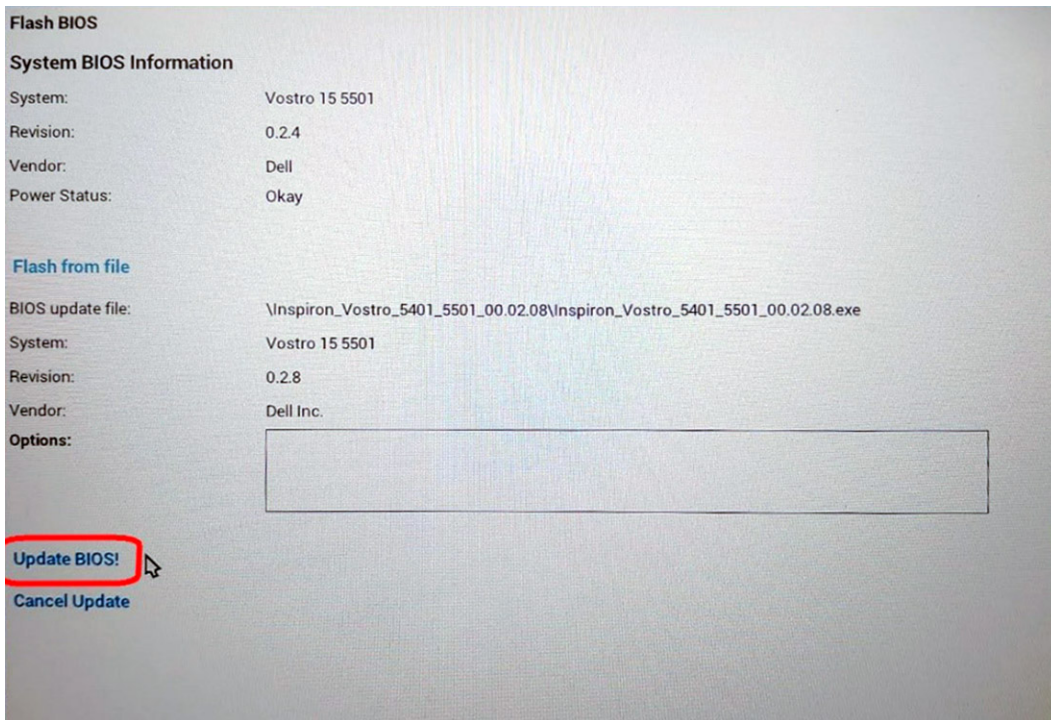 Flash BIOS
System BIOS Information
System: Vostro 15 5501
Revision: 0.2.4
Vendor: Dell
Power Status: Okay
Flash from file
BIOS update file: \Inspiron_Vostro_5401_5501_00.02.08\Inspiron_Vostro_5401_5501_00.02.08.exe
System: Vostro 15 5501
Revision: 0.2.8
Vendor: Dell Inc.
Options:
Update BIOS!
Cancel Update